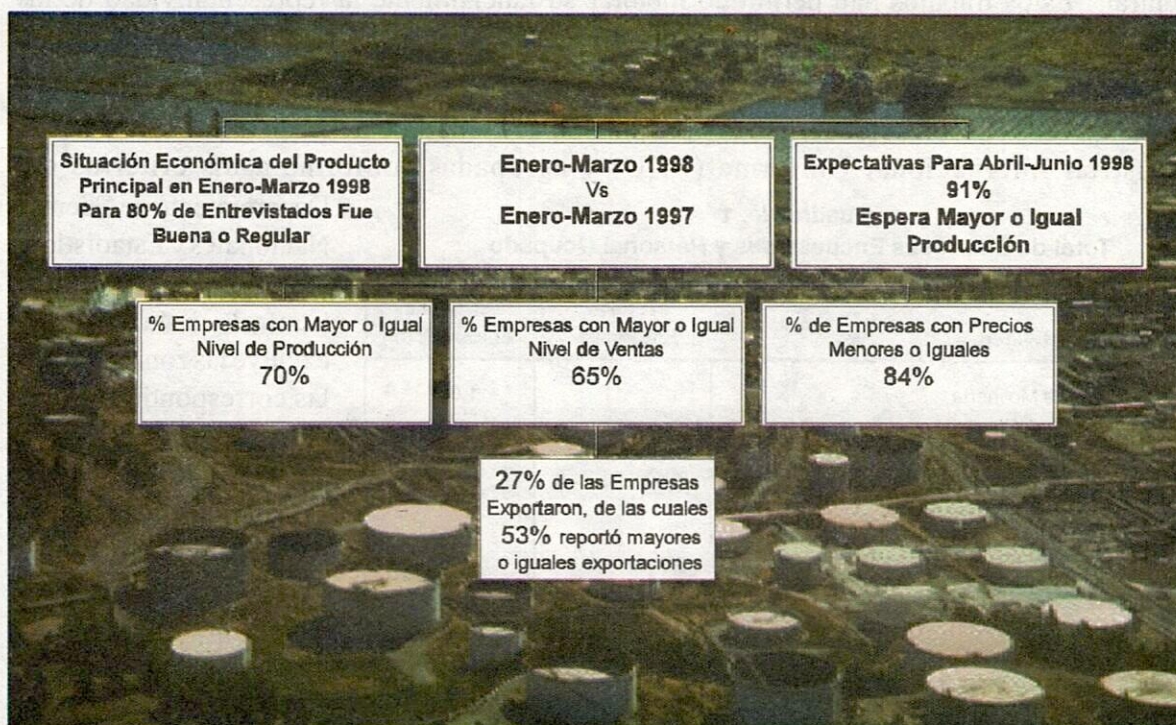 Situación Económica del Producto
Principal en Enero-Marzo 1998
Para 80% de Entrevistados Fue
Buena o Regular
Enero-Marzo 1998
Vs
Enero-Marzo 1997
Expectativas Para Abril-Junio 1998
91%
Espera Mayor o Igual
Producción
% Empresas con Mayor o Igual
Nivel de Producción
70%
% Empresas con Mayor o Igual
Nivel de Ventas
65%
% de Empresas con Precios
Menores o Iguales
84%
27% de las Empresas
Exportaron, de las cuales
53% reportó mayores
o iguales exportaciones